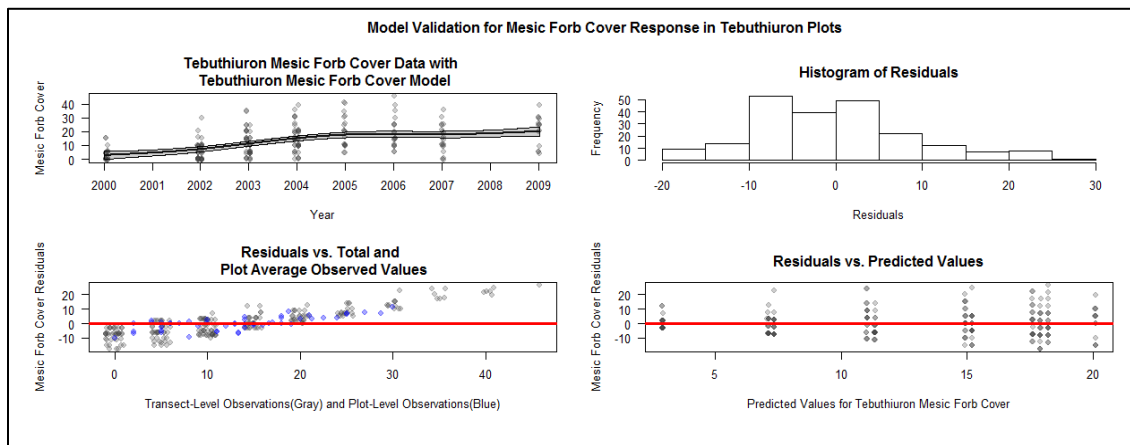 Model Validation for Mesic Forb Cover Response in Tebuthiuron Plots
Tebuthiuron Mesic Forb Cover Data with
Tebuthiuron Mesic Forb Cover Model
Mesic Forb Cover
40
30
20
10
0
2000 2001 2002 2003 2004 2005 2006 2007 2008 2009
Year
Histogram of Residuals
Frequency
50
40
30
20
10
0
-20 -10 0 10 20 30
Residuals
Residuals vs. Total and
Plot Average Observed Values
Mesic Forb Cover Residuals
20
10
0
-10
0 10 20 30 40
Transect-Level Observations(Gray) and Plot-Level Observations(Blue)
Residuals vs. Predicted Values
Mesic Forb Cover Residuals
20
10
0
-10
5 10 15 20
Predicted Values for Tebuthiuron Mesic Forb Cover